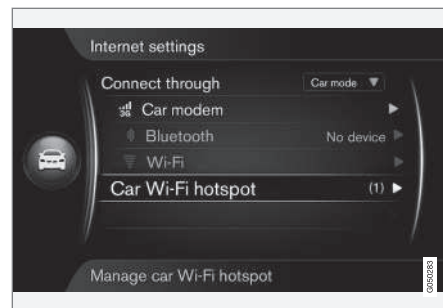 Internet settings
Connect through Car mode ▼
3G Car modem
Bluetooth No device
Wi-Fi
Car Wi-Fi hotspot (1)
Manage car Wi-Fi hotspot
G050283